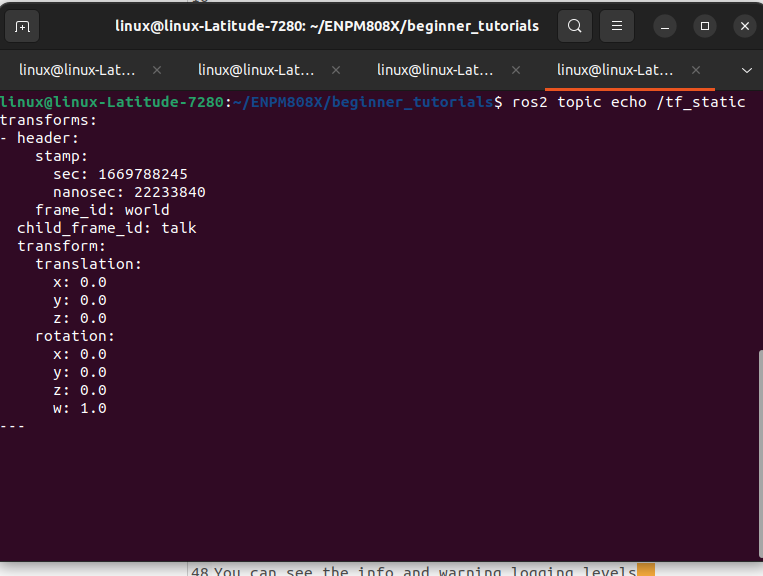 linux@linux-Latitude-7280: ~/ENPM808X/beginner_tutorials
linux@linux-Lat... × linux@linux-Lat... × linux@linux-Lat... × linux@linux-Lat... ×
linux@linux-Latitude-7280:~/ENPM808X/beginner_tutorials$ ros2 topic echo /tf_static
transforms:
- header:
    stamp:
      sec: 1669788245
      nanosec: 22233840
    frame_id: world
  child_frame_id: talk
  transform:
    translation:
      x: 0.0
      y: 0.0
      z: 0.0
    rotation:
      x: 0.0
      y: 0.0
      z: 0.0
      w: 1.0
---
48 You can see the info and warning logging levels